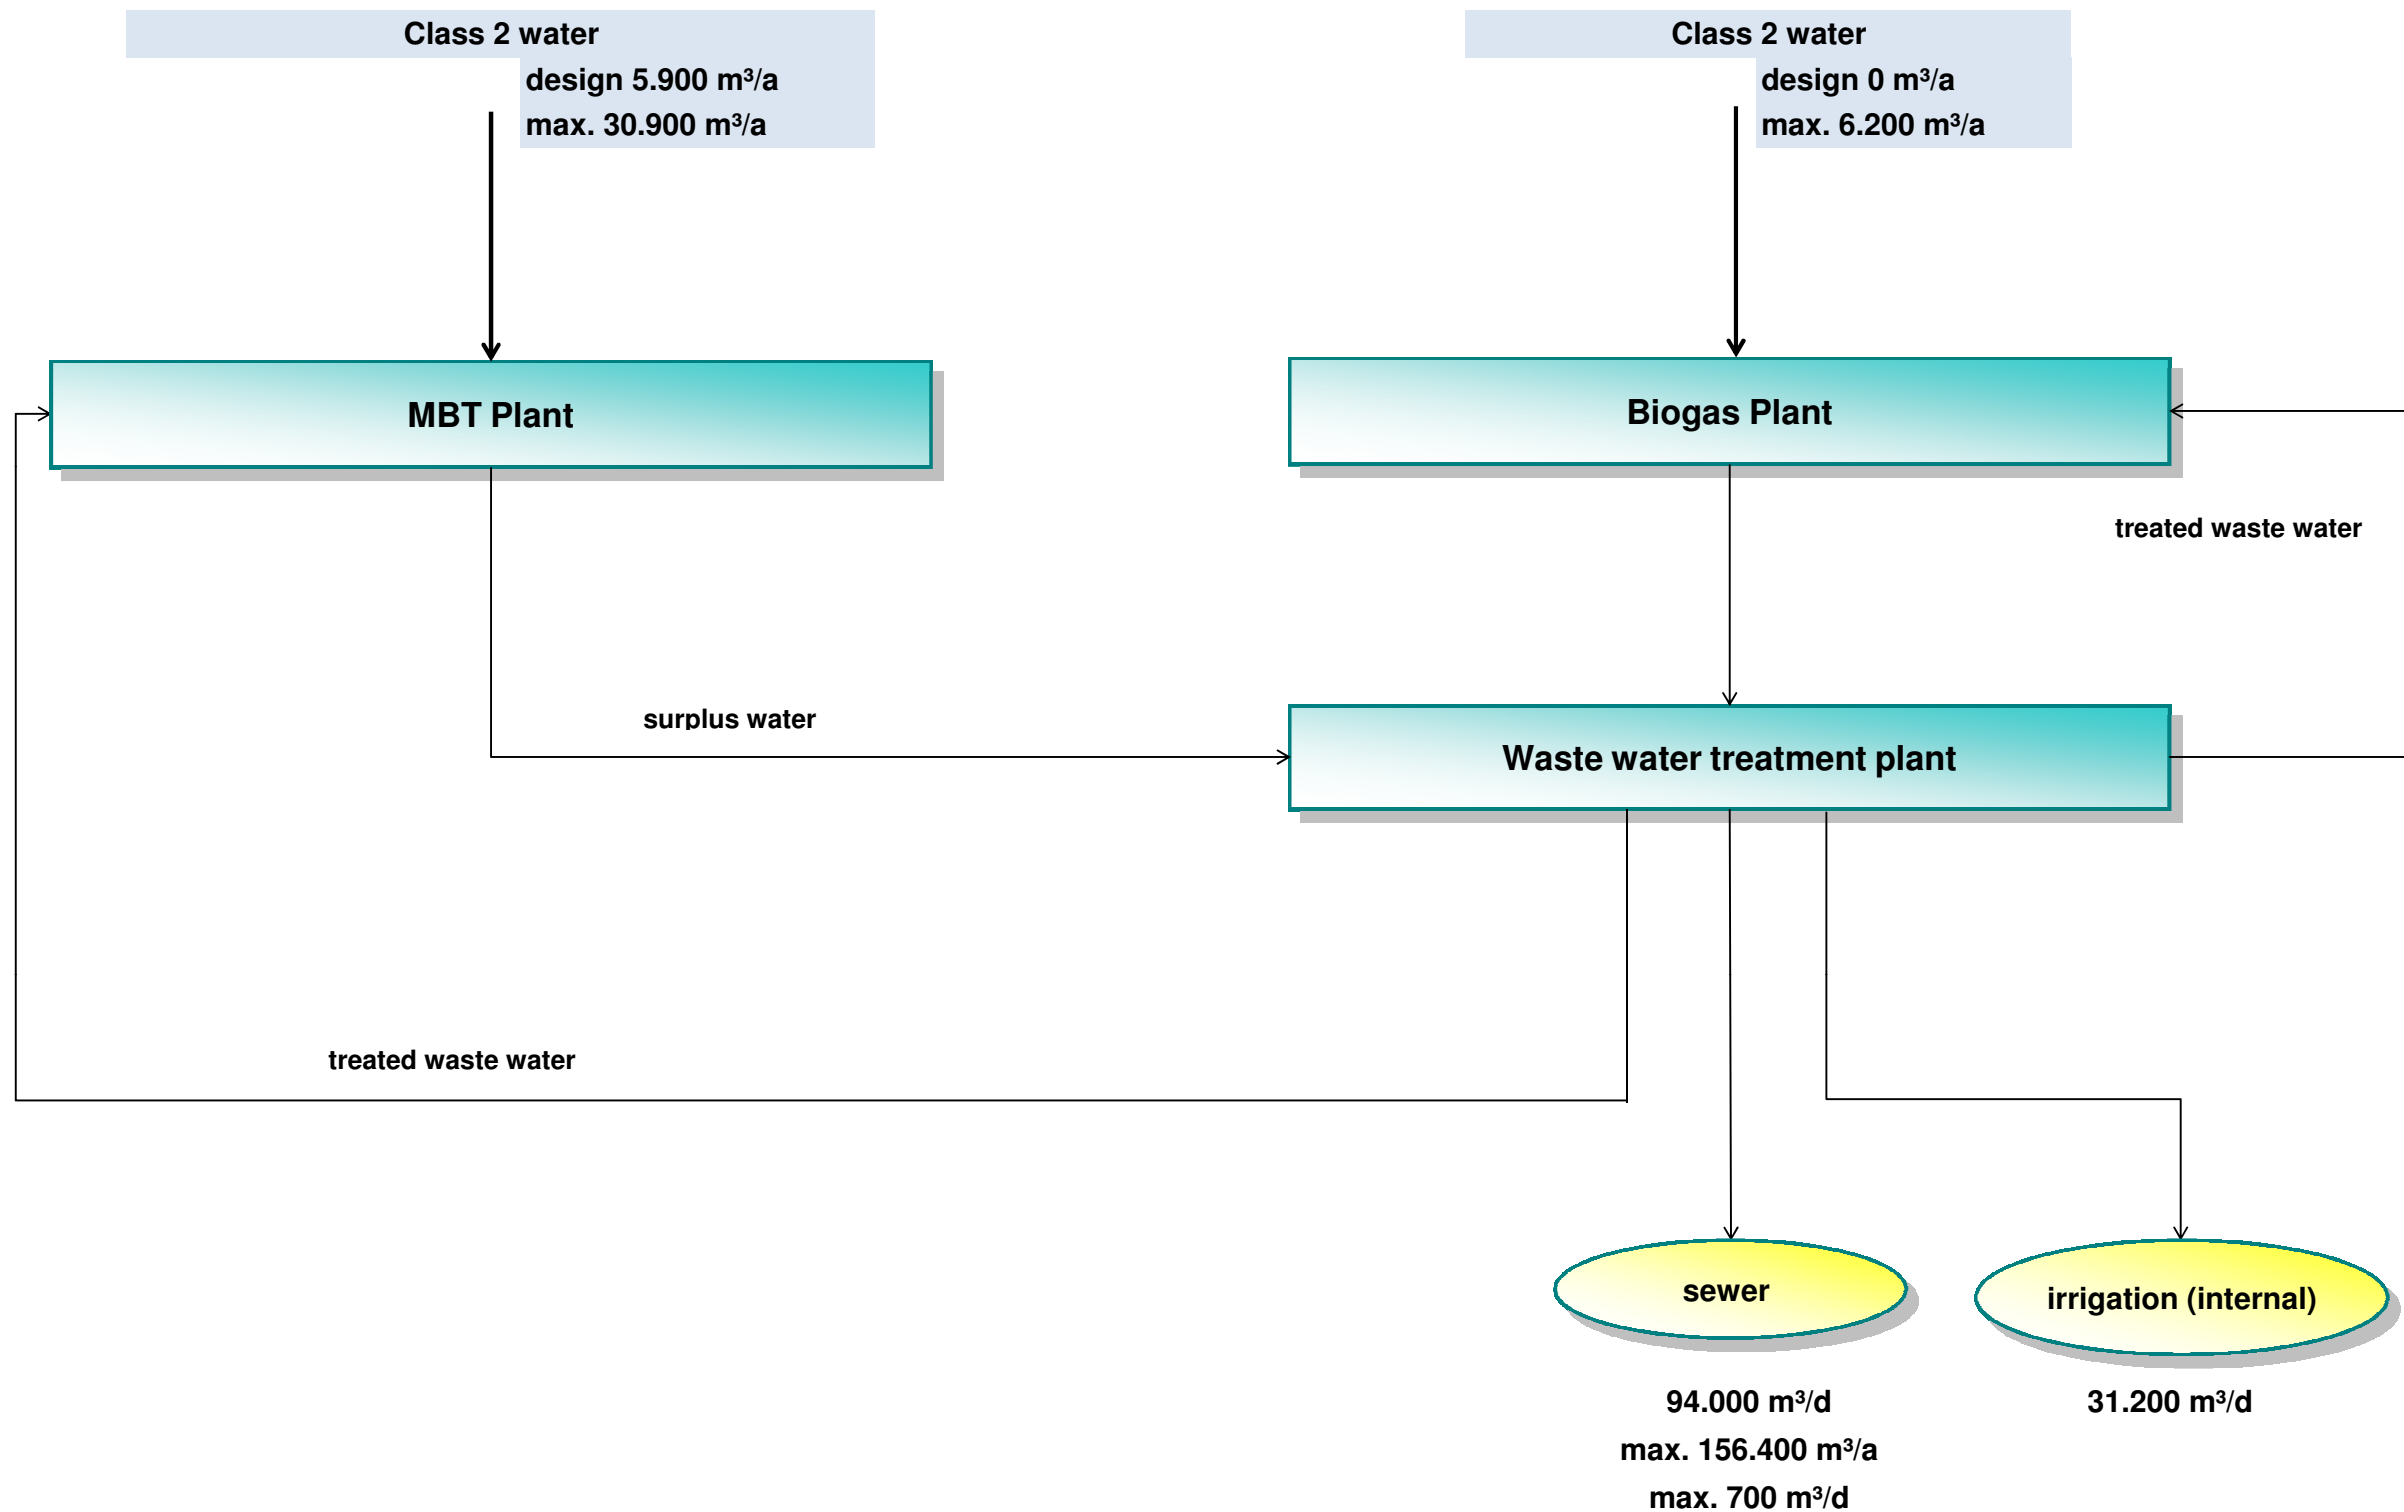 Class 2 water
design 5.900 m³/a
max. 30.900 m³/a
Class 2 water
design 0 m³/a
max. 6.200 m³/a
MBT Plant
Biogas Plant
treated waste water
surplus water
Waste water treatment plant
treated waste water
sewer
irrigation (internal)
94.000 m³/d
31.200 m³/d
max. 156.400 m³/a
max. 700 m³/d